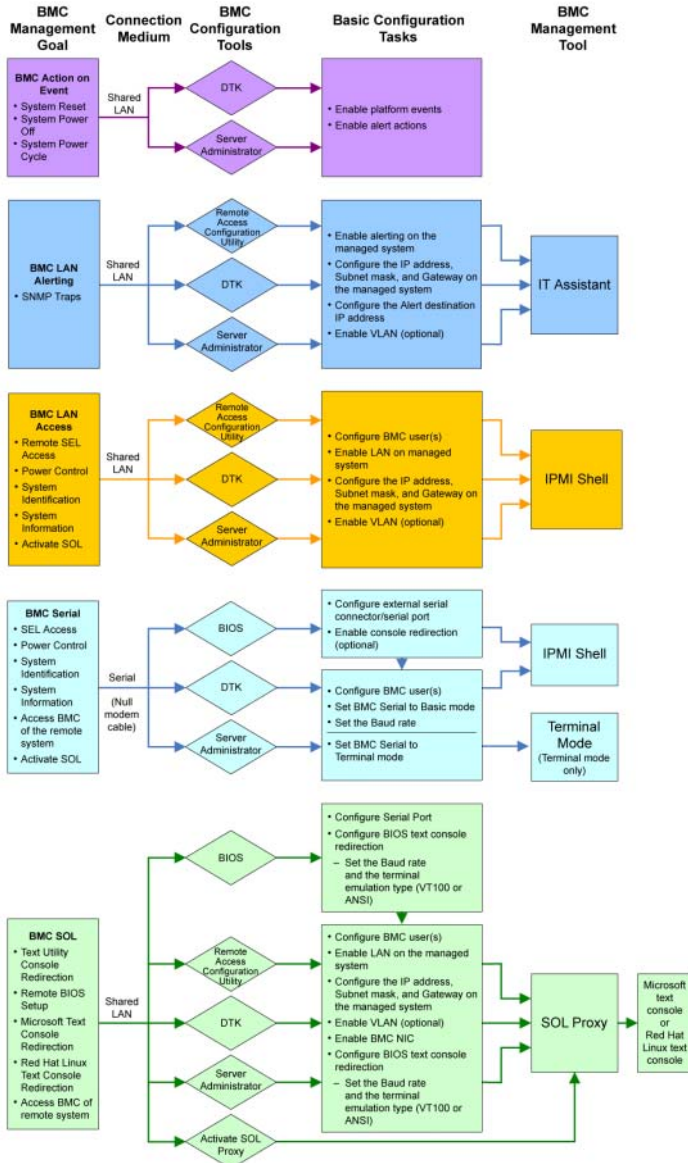 BMC
Management
Goal
Connection
Medium
BMC
Configuration
Tools
Basic Configuration
Tasks
BMC
Management
Tool
BMC Action on
Event
• System Reset
• System Power
Off
• System Power
Cycle
Shared
LAN
DTK
Server
Administrator
• Enable platform events
• Enable alert actions
BMC LAN
Alerting
• SNMP Traps
Shared
LAN
Remote
Access
Configuration
Utility
DTK
Server
Administrator
• Enable alerting on the
managed system
• Configure the IP address,
Subnet mask, and Gateway on
the managed system
• Configure the Alert destination
IP address
• Enable VLAN (optional)
IT Assistant
BMC LAN
Access
• Remote SEL
Access
• Power Control
• System
Identification
• System
Information
• Activate SOL
Shared
LAN
Remote
Access
Configuration
Utility
DTK
Server
Administrator
• Configure BMC user(s)
• Enable LAN on managed
system
• Configure the IP address,
Subnet mask, and Gateway on
the managed system
• Enable VLAN (optional)
IPMI Shell
BMC Serial
• SEL Access
• Power Control
• System
Identification
• System
Information
• Access BMC
of the remote
system
• Activate SOL
Serial
(Null
modem
cable)
BIOS
DTK
Server
Administrator
• Configure external serial
connector/serial port
• Enable console redirection
(optional)
• Configure BMC user(s)
• Set BMC Serial to Basic mode
• Set the Baud rate
• Set BMC Serial to
Terminal mode
IPMI Shell
Terminal
Mode
(Terminal mode
only)
BMC SOL
• Text Utility
Console
Redirection
• Remote BIOS
Setup
• Microsoft Text
Console
Redirection
• Red Hat Linux
Text Console
Redirection
• Access BMC of
remote system
Shared
LAN
BIOS
Remote
Access
Configuration
Utility
DTK
Server
Administrator
Activate SOL
Proxy
• Configure Serial Port
• Configure BIOS text console
redirection
– Set the Baud rate
and the terminal
emulation type (VT100 or
ANSI)
• Configure BMC user(s)
• Enable LAN on the managed
system
• Configure the IP address,
Subnet mask, and Gateway on
the managed system
• Enable VLAN (optional)
• Enable BMC NIC
• Configure BIOS text console
redirection
– Set the Baud rate
and the terminal
emulation type (VT100 or
ANSI)
SOL Proxy
Microsoft
text
console
or
Red Hat
Linux text
console